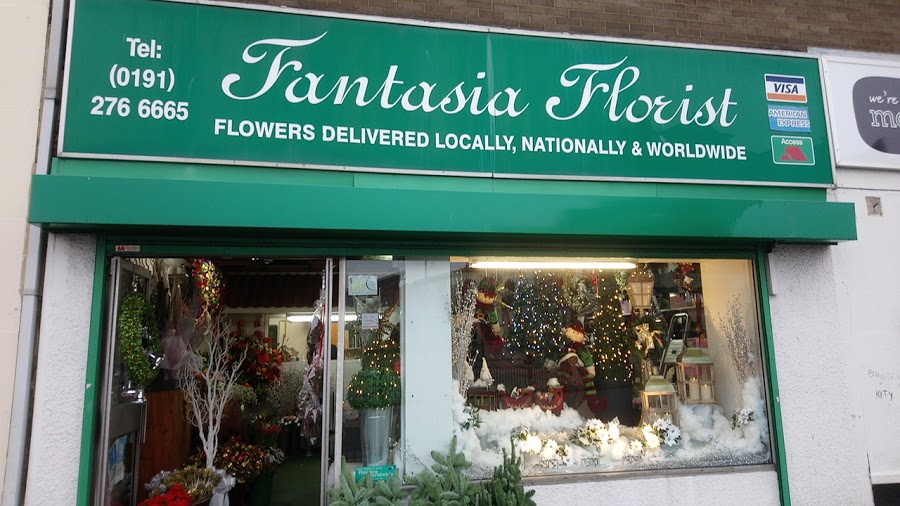 Tel:
(0191)
276 6665
Fantasia Florist
FLOWERS DELIVERED LOCALLY, NATIONALLY & WORLDWIDE
VISA
AMERICAN
EXPRESS
Access
we're